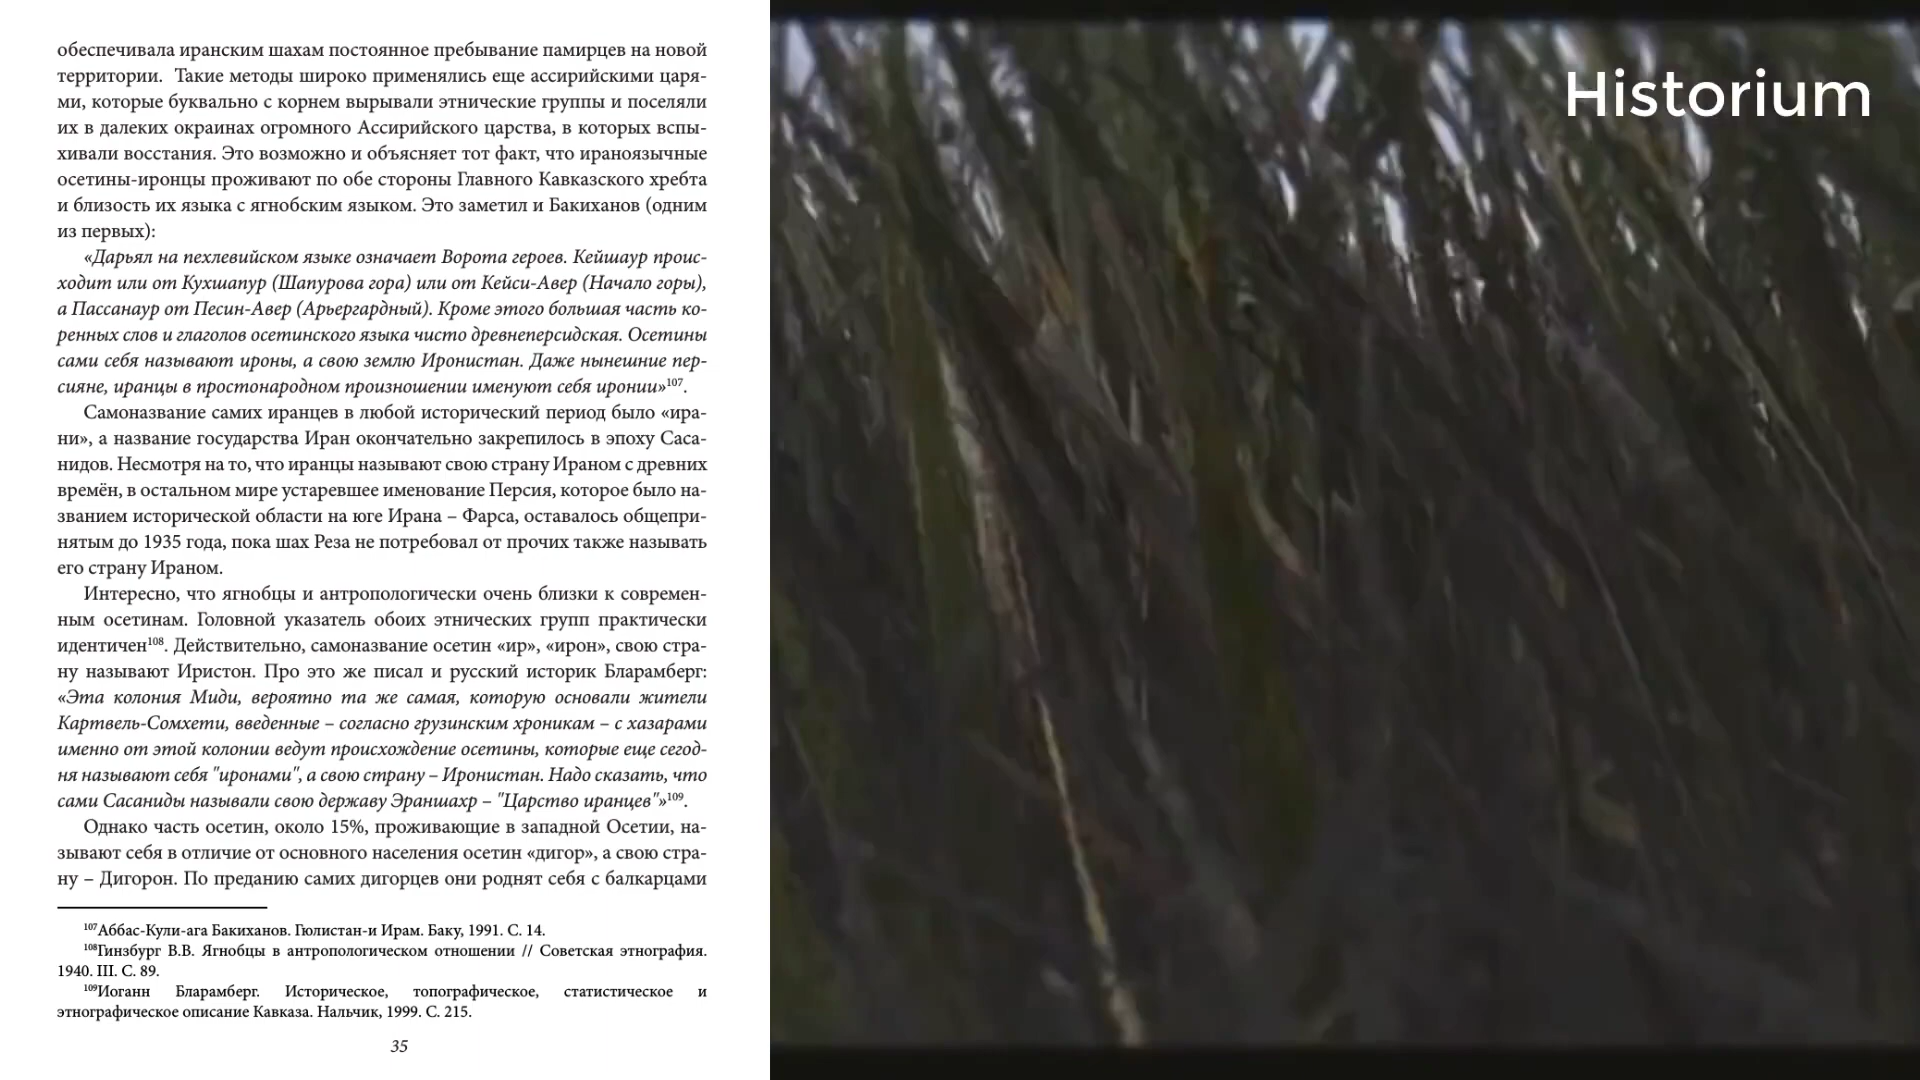 обеспечивала иранским шахам постоянное пребывание памирцев на новой
территории. Такие методы широко применялись еще ассирийскими царя-
ми, которые буквально с корнем вырывали этнические группы и поселяли
их в далеких окраинах огромного Ассирийского царства, в которых вспы-
хивали восстания. Это возможно и объясняет тот факт, что ираноязычные
осетины-иронцы проживают по обе стороны Главного Кавказского хребта
и близость их языка с ягнобским языком. Это заметил и Бакиханов (одним
из первых):
«Дарьял на пехлевийском языке означает Ворота героев. Кейшаур проис-
ходит или от Кухшапур (Шапурова гора) или от Кейси-Авер (Начало горы),
а Пассанаур от Песин-Авер (Арьергардный). Кроме этого большая часть ко-
ренных слов и глаголов осетинского языка чисто древнеперсидская. Осетины
сами себя называют ироны, а свою землю Иронистан. Даже нынешние пер-
сияне, иранцы в простонародном произношении именуют себя иронии»107.
Самоназвание самих иранцев в любой исторический период было «ира-
ни», а название государства Иран окончательно закрепилось в эпоху Саса-
нидов. Несмотря на то, что иранцы называют свою страну Ираном с древних
времён, в остальном мире устаревшее именование Персия, которое было на-
званием исторической области на юге Ирана – Фарса, оставалось общепри-
нятым до 1935 года, пока шах Реза не потребовал от прочих также называть
его страну Ираном.
Интересно, что ягнобцы и антропологически очень близки к современ-
ным осетинам. Головной указатель обоих этнических групп практически
идентичен108. Действительно, самоназвание осетин «ир», «ирон», свою стра-
ну называют Иристон. Про это же писал и русский историк Бларамберг:
«Эта колония Миди, вероятно та же самая, которую основали жители
Картвель-Сомхети, введенные – согласно грузинским хроникам – с хазарами
именно от этой колонии ведут происхождение осетины, которые еще сегод-
ня называют себя "иронами", а свою страну – Иронистан. Надо сказать, что
сами Сасаниды называли свою державу Эраншахр – "Царство иранцев"»109.
Однако часть осетин, около 15%, проживающие в западной Осетии, на-
зывают себя в отличие от основного населения осетин «дигор», а свою стра-
ну – Дигорон. По преданию самих дигорцев они роднят себя с балкарцами
107Аббас-Кули-ага Бакиханов. Гюлистан-и Ирам. Баку, 1991. С. 14.
108Гинзбург В.В. Ягнобцы в антропологическом отношении // Советская этнография.
1940. III. С. 89.
109Иоганн Бларамберг. Историческое, топографическое, статистическое и
этнографическое описание Кавказа. Нальчик, 1999. С. 215.
35
Historium